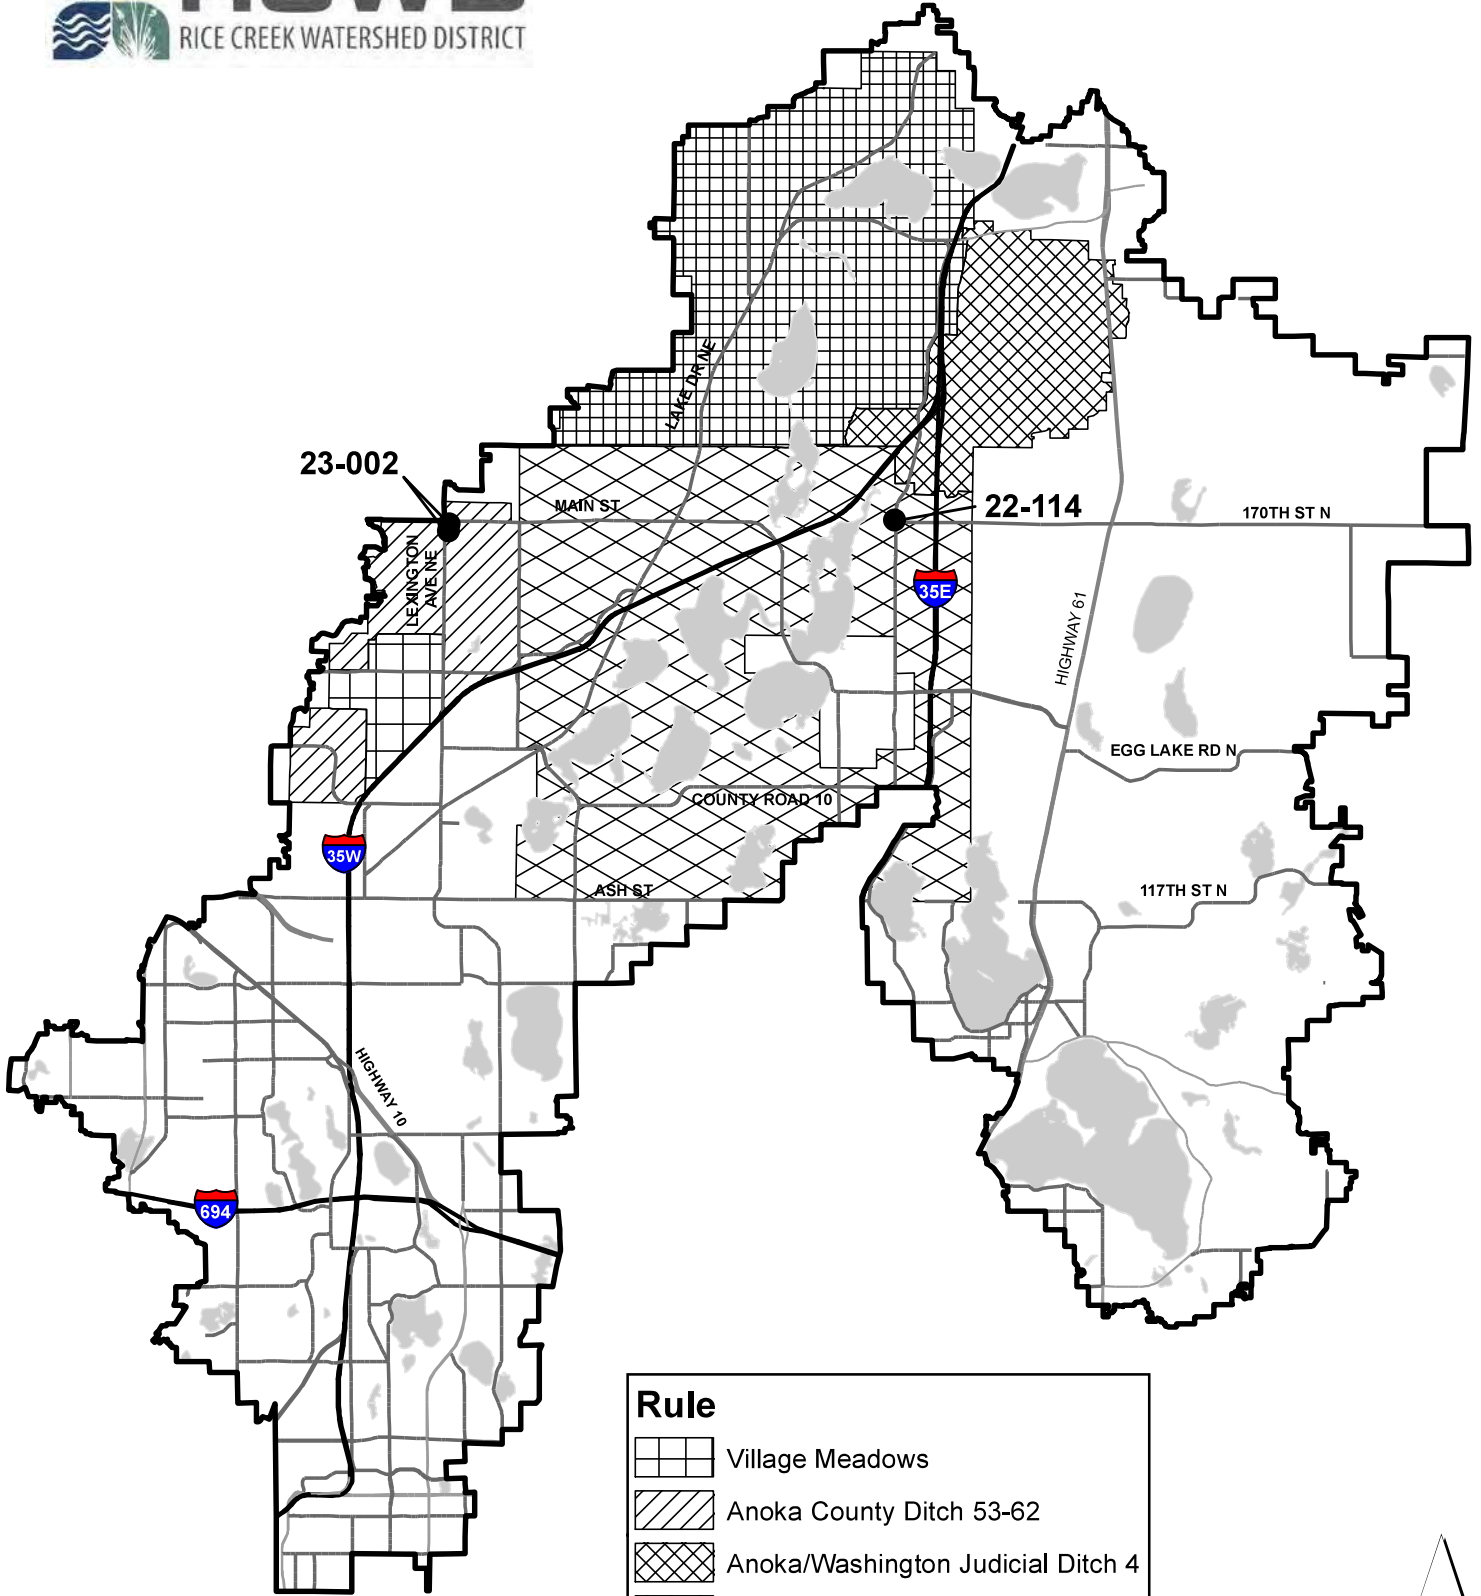 RICE CREEK WATERSHED DISTRICT
LAKE DR NE
23-002
MAIN ST
22-114
170TH ST N
LEXINGTON
AVE NE
35E
HIGHWAY 61
EGG LAKE RD N
COUNTY ROAD 10
35W
ASH ST
117TH ST N
HIGHWAY 10
694
Rule
Village Meadows
Anoka County Ditch 53-62
Anoka/Washington Judicial Ditch 4